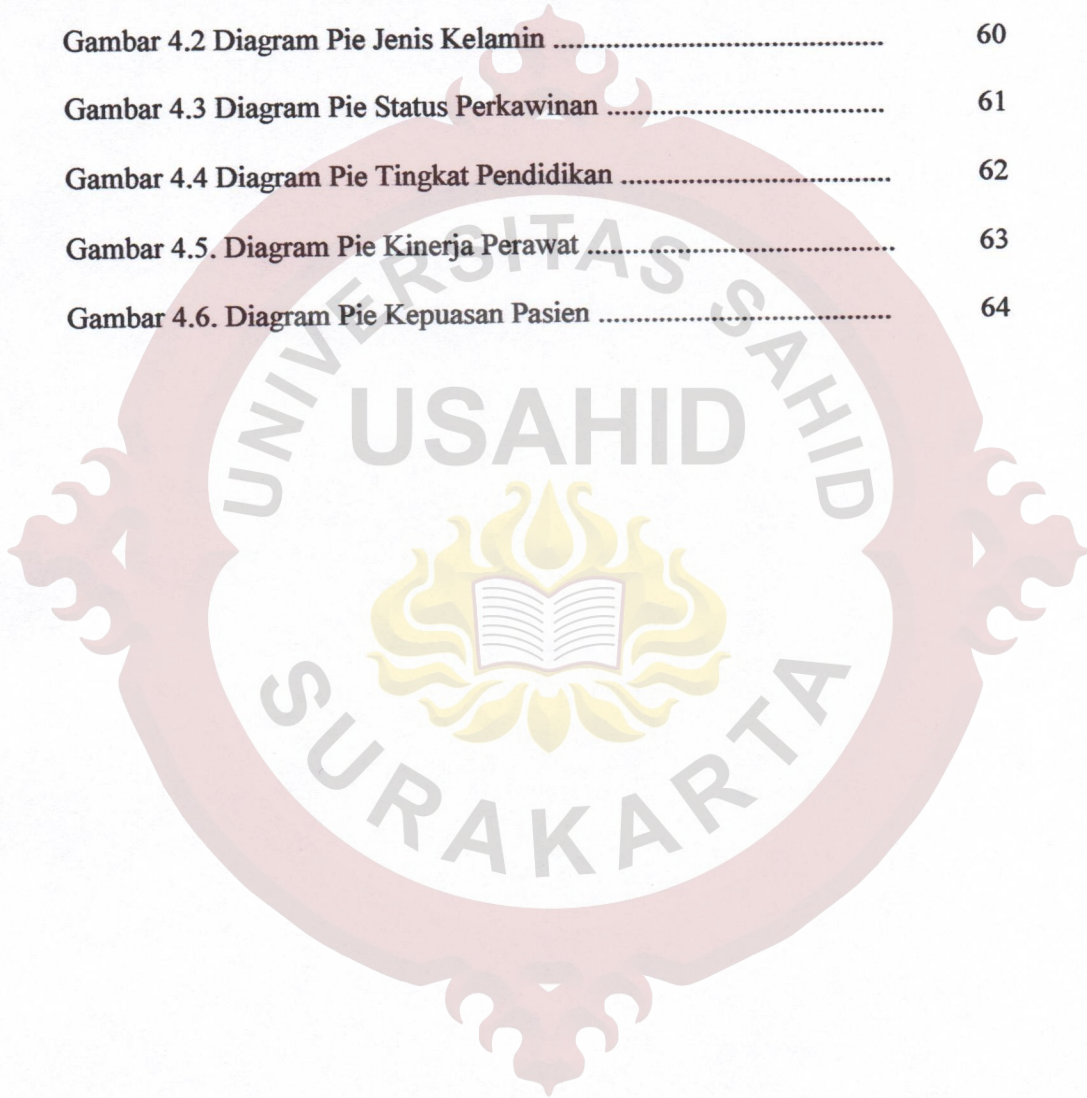 Gambar 4.2 Diagram Pie Jenis Kelamin ........................................... 60
Gambar 4.3 Diagram Pie Status Perkawinan .................................... 61
Gambar 4.4 Diagram Pie Tingkat Pendidikan ................................... 62
Gambar 4.5. Diagram Pie Kinerja Perawat ........................................ 63
Gambar 4.6. Diagram Pie Kepuasan Pasien ...................................... 64
UNIVERSITAS SAHID
USAHID
SURAKARTA